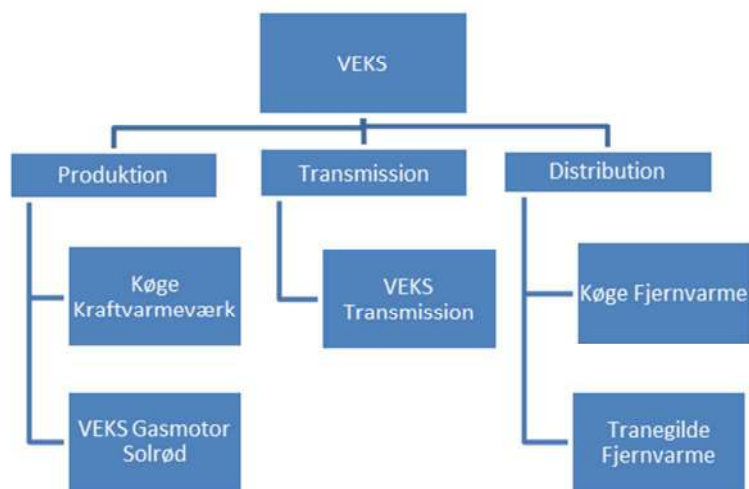 VEKS
Produktion
Transmission
Distribution
Køge
Kraftvarmeværk
VEKS
Transmission
Køge Fjernvarme
VEKS Gasmotor
Solrød
Tranegilde
Fjernvarme